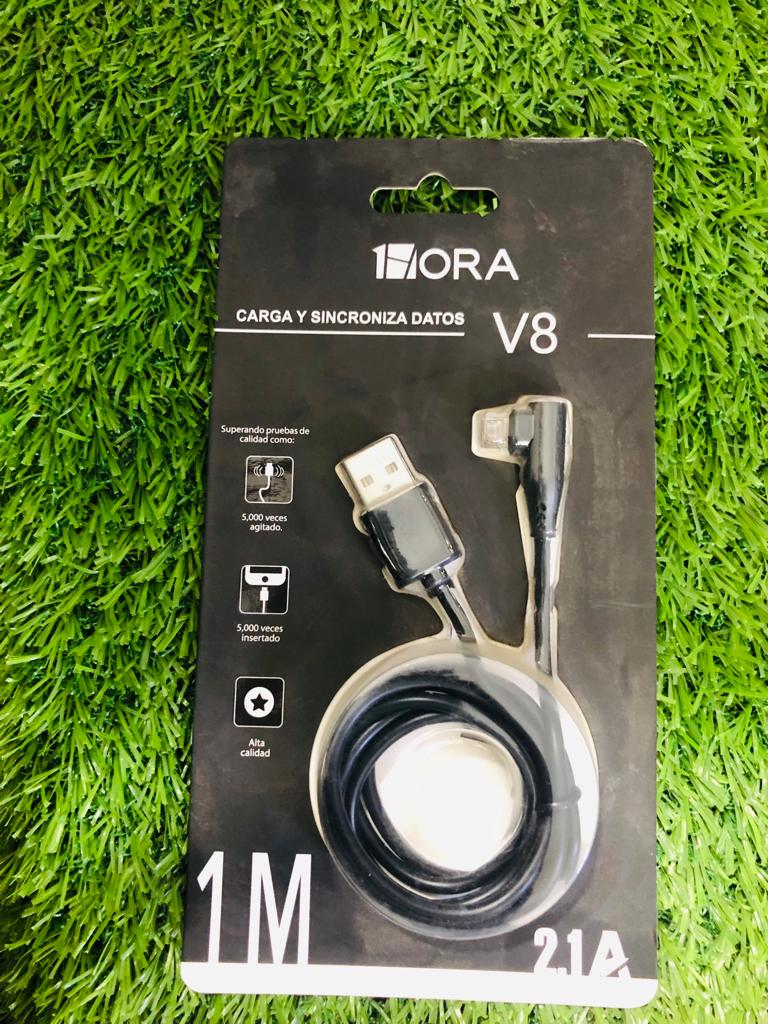 1HORA
CARGA Y SINCRONIZA DATOS
V8
Superando pruebas de
calidad como:
5,000 veces
agitado.
5,000 veces
insertado
Alta
calidad
1M
2.1A